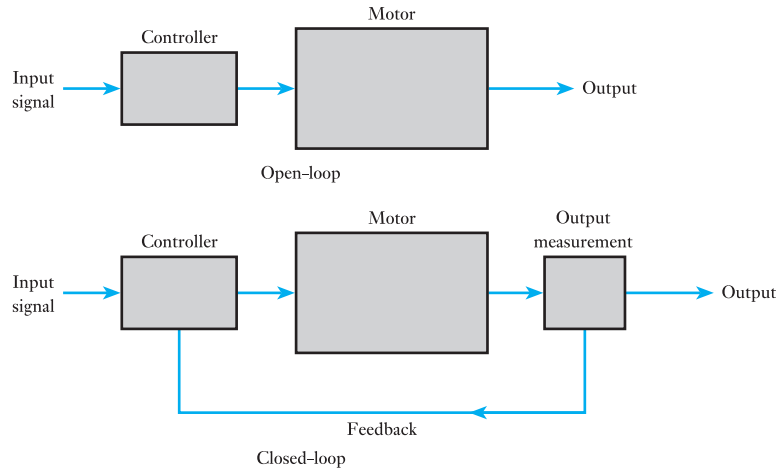 Motor
Controller
Input
signal
Output
Open–loop
Motor
Output
measurement
Controller
Input
signal
Output
Feedback
Closed–loop